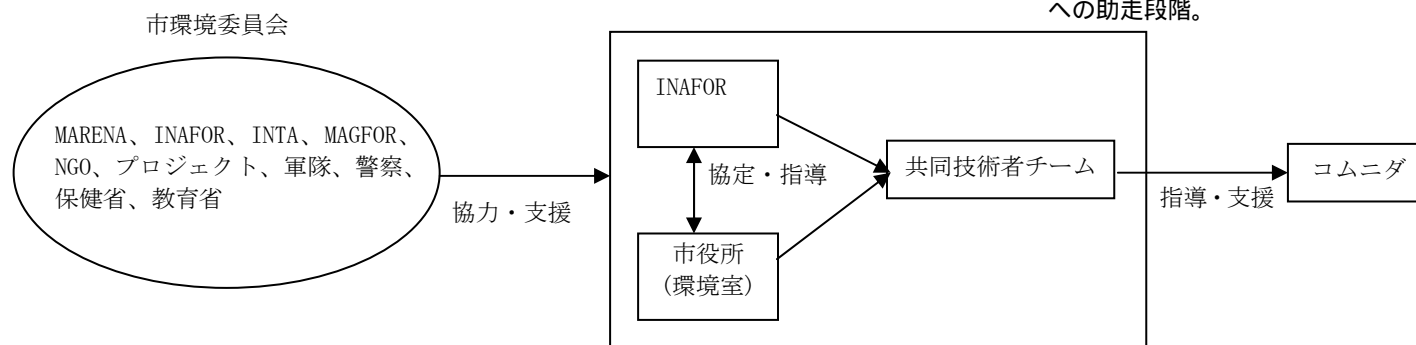 への助走段階。
市環境委員会
MARENA、INAFOR、INTA、MAGFOR、
NGO、プロジェクト、軍隊、警察、
保健省、教育省
協力・支援
INAFOR
協定・指導
市役所
(環境室)
共同技術者チーム
指導・支援
コムニダ